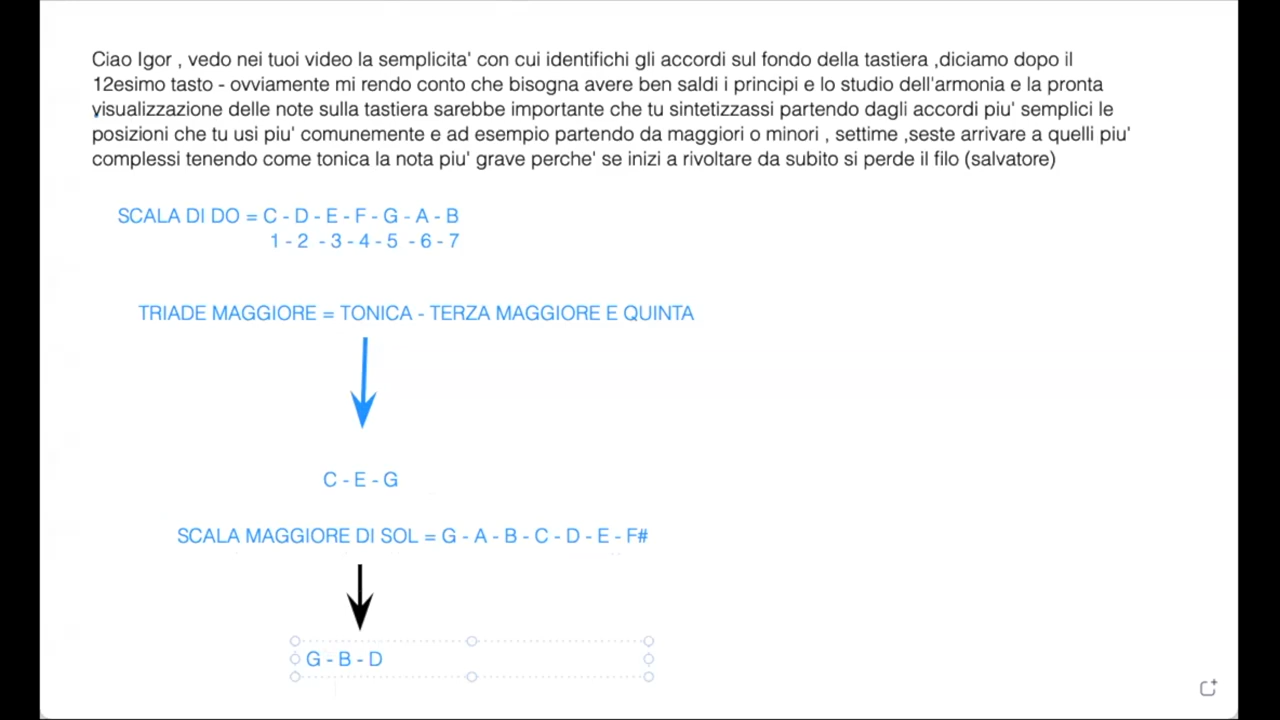 Ciao Igor , vedo nei tuoi video la semplicita' con cui identifichi gli accordi sul fondo della tastiera ,diciamo dopo il
12esimo tasto - ovviamente mi rendo conto che bisogna avere ben saldi i principi e lo studio dell'armonia e la pronta
visualizzazione delle note sulla tastiera sarebbe importante che tu sintetizzassi partendo dagli accordi piu' semplici le
posizioni che tu usi piu' comunemente e ad esempio partendo da maggiori o minori , settime ,seste arrivare a quelli piu'
complessi tenendo come tonica la nota piu' grave perche' se inizi a rivoltare da subito si perde il filo (salvatore)
SCALA DI DO = C - D - E - F - G - A - B
1 - 2 - 3 - 4 - 5 - 6 - 7
TRIADE MAGGIORE = TONICA - TERZA MAGGIORE E QUINTA
C - E - G
SCALA MAGGIORE DI SOL = G - A - B - C - D - E - F#
G - B - D